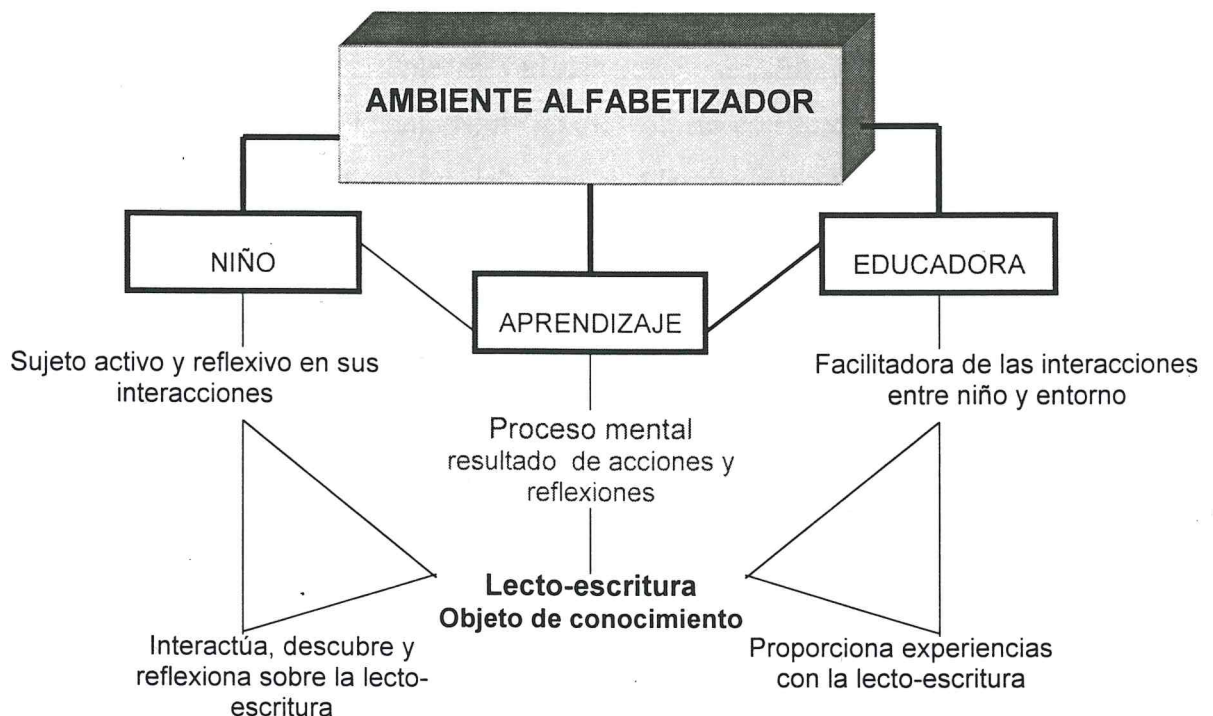 AMBIENTE ALFABETIZADOR
NIÑO
APRENDIZAJE
EDUCADORA
Sujeto activo y reflexivo en sus
interacciones
Proceso mental
resultado de acciones y
reflexiones
Facilitadora de las interacciones
entre niño y entorno
Lecto-escritura
Objeto de conocimiento
Interactúa, descubre y
reflexiona sobre la lecto-
escritura
Proporciona experiencias
con la lecto-escritura